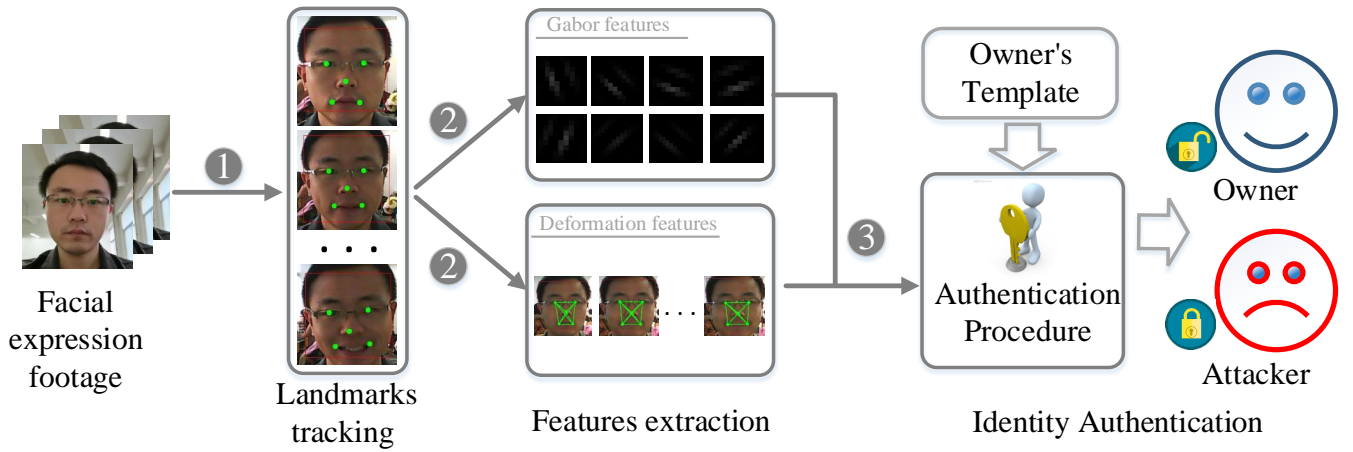 Facial
expression
footage
1
Landmarks
tracking
2
2
Gabor features
Deformation features
. . .
Features extraction
3
Owner's
Template
Authentication
Procedure
Identity Authentication
Owner
Attacker